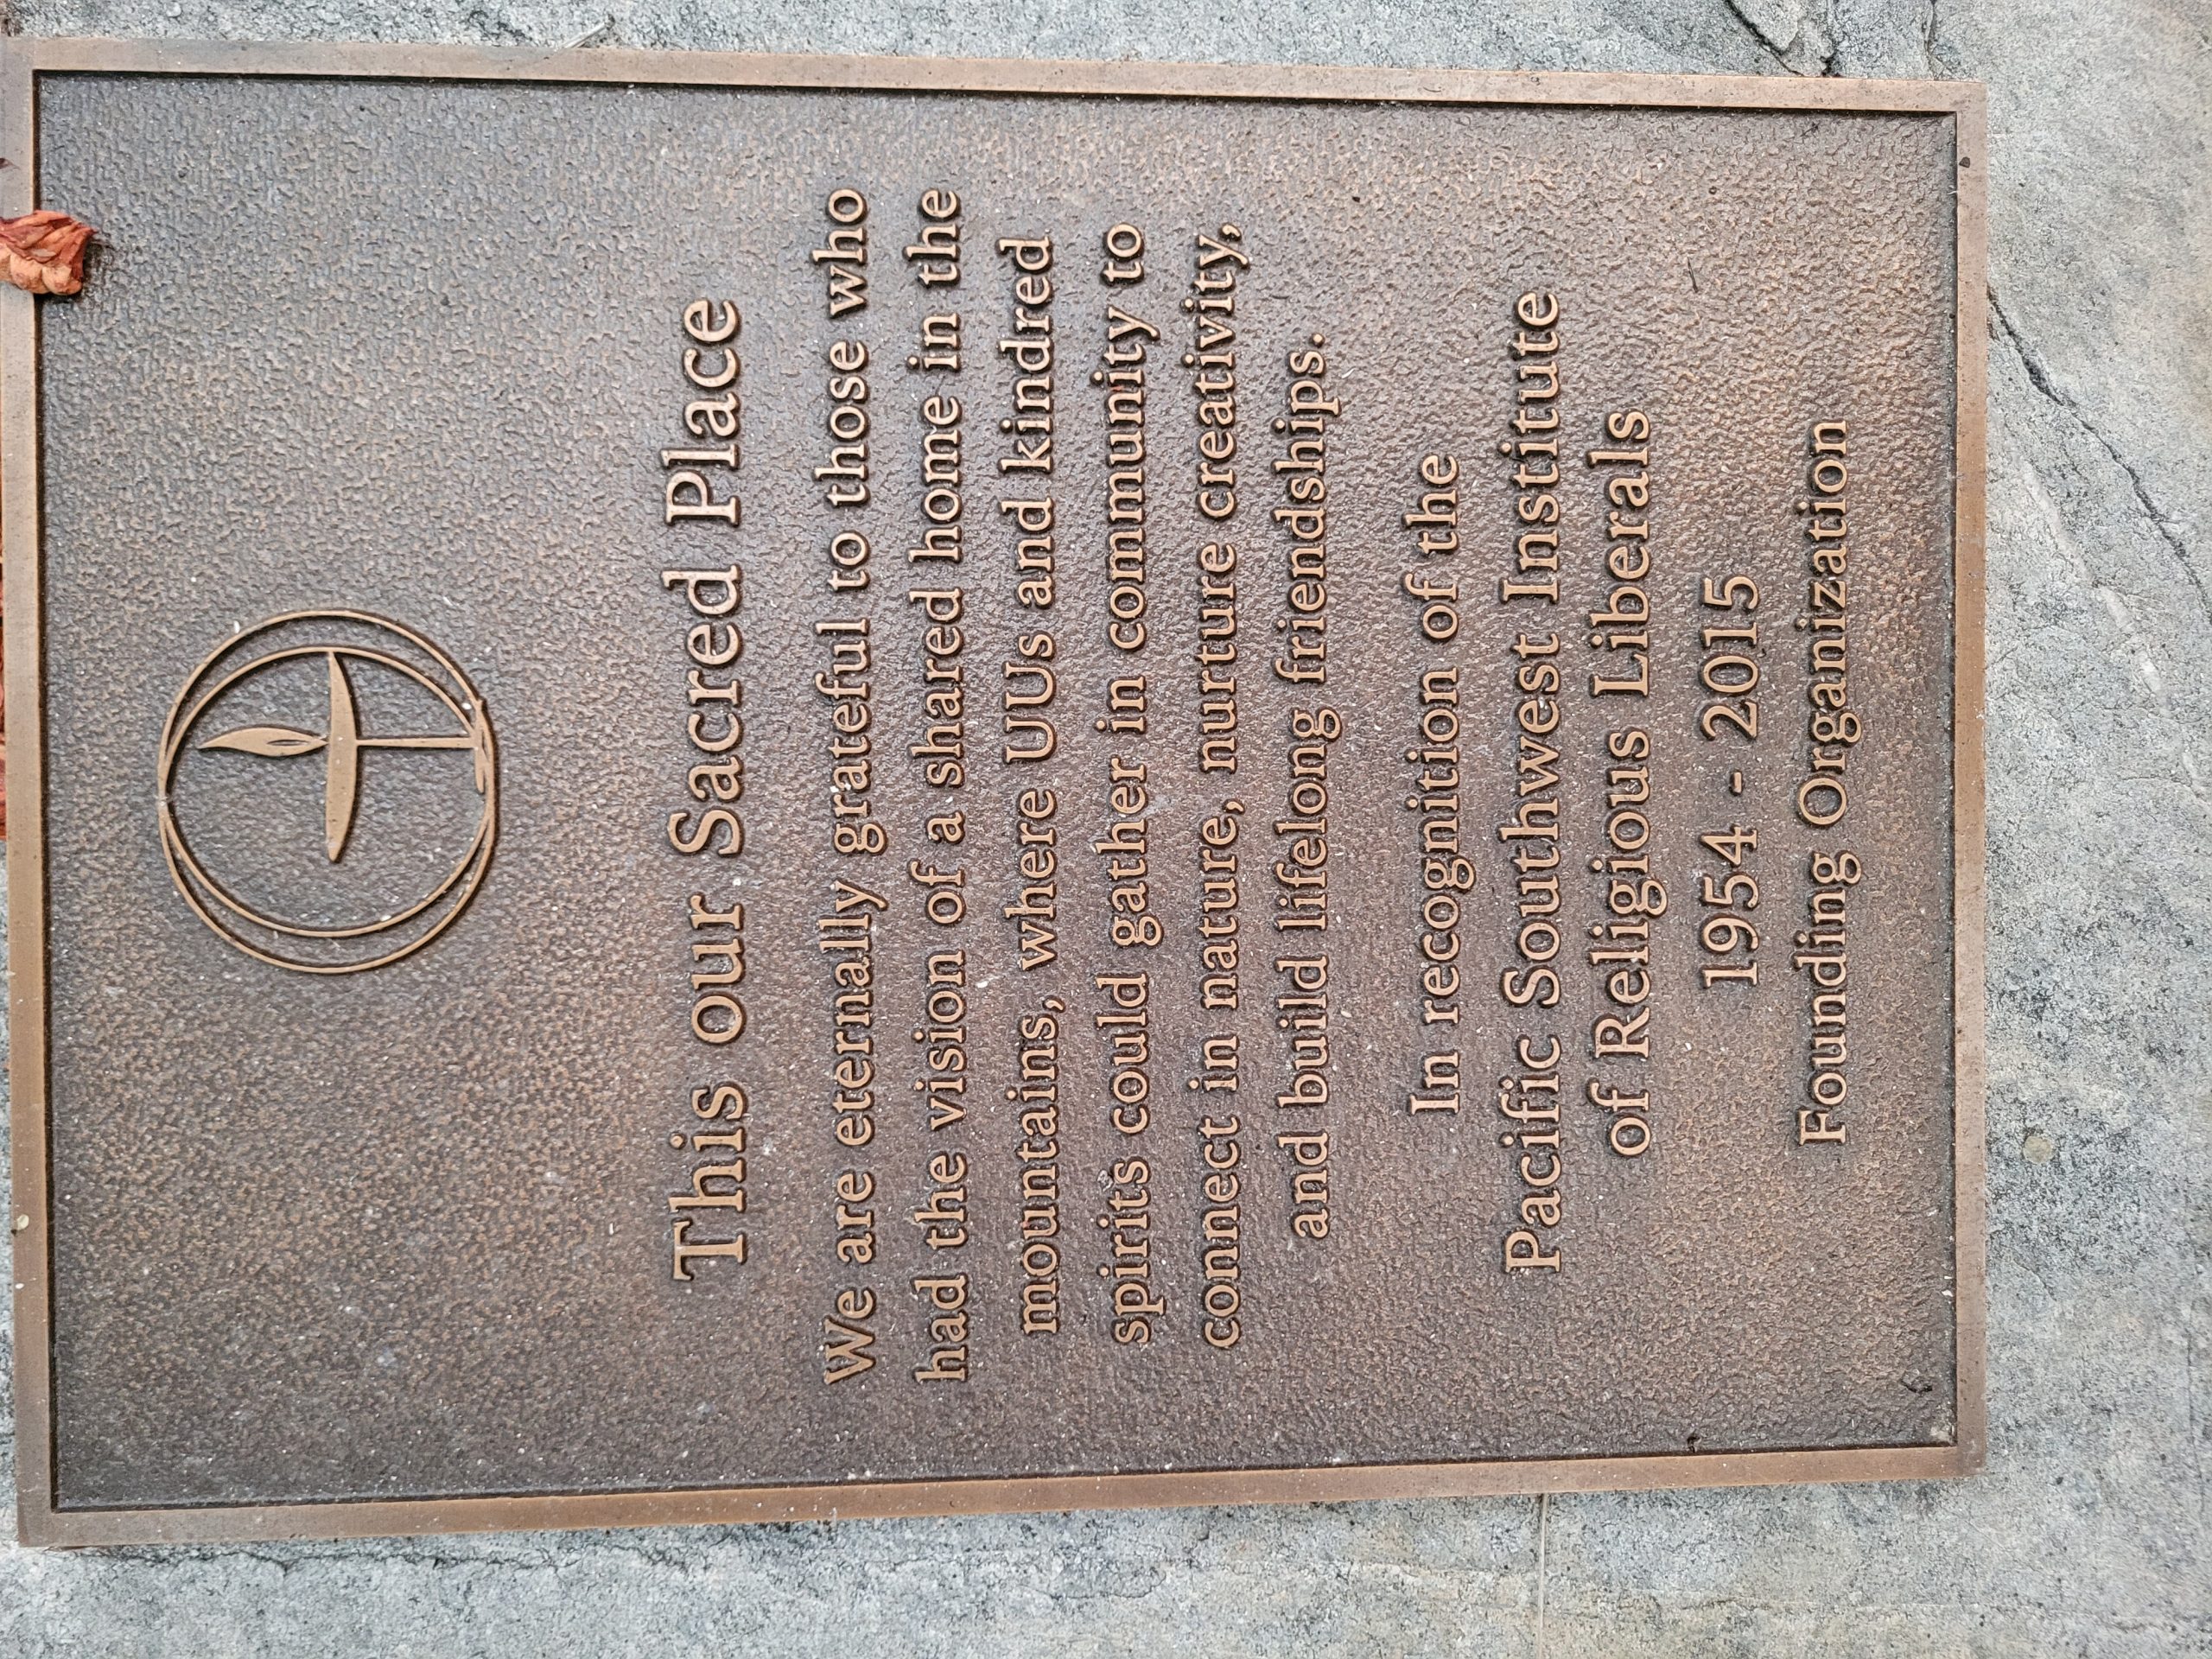 This our Sacred Place
We are eternally grateful to those who
had the vision of a shared home in the
mountains, where UUs and kindred
spirits could gather in community to
connect in nature, nurture creativity,
and build lifelong friendships.
In recognition of the
Pacific Southwest Institute
of Religious Liberals
1954 - 2015
Founding Organization